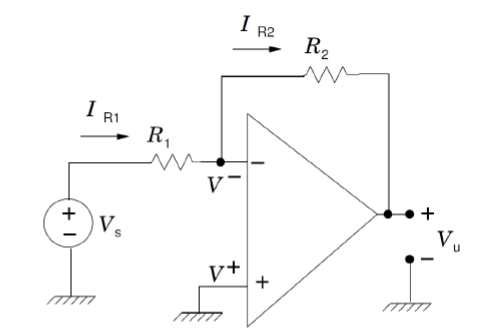 I R2
R2
I R1
R1
−
V−
+
−
Vs
+
Vu
−
V+
+